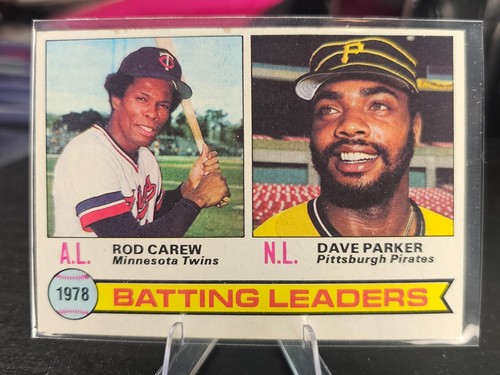 A.L. ROD CAREW
Minnesota Twins
N.L. DAVE PARKER
Pittsburgh Pirates
1978 BATTING LEADERS